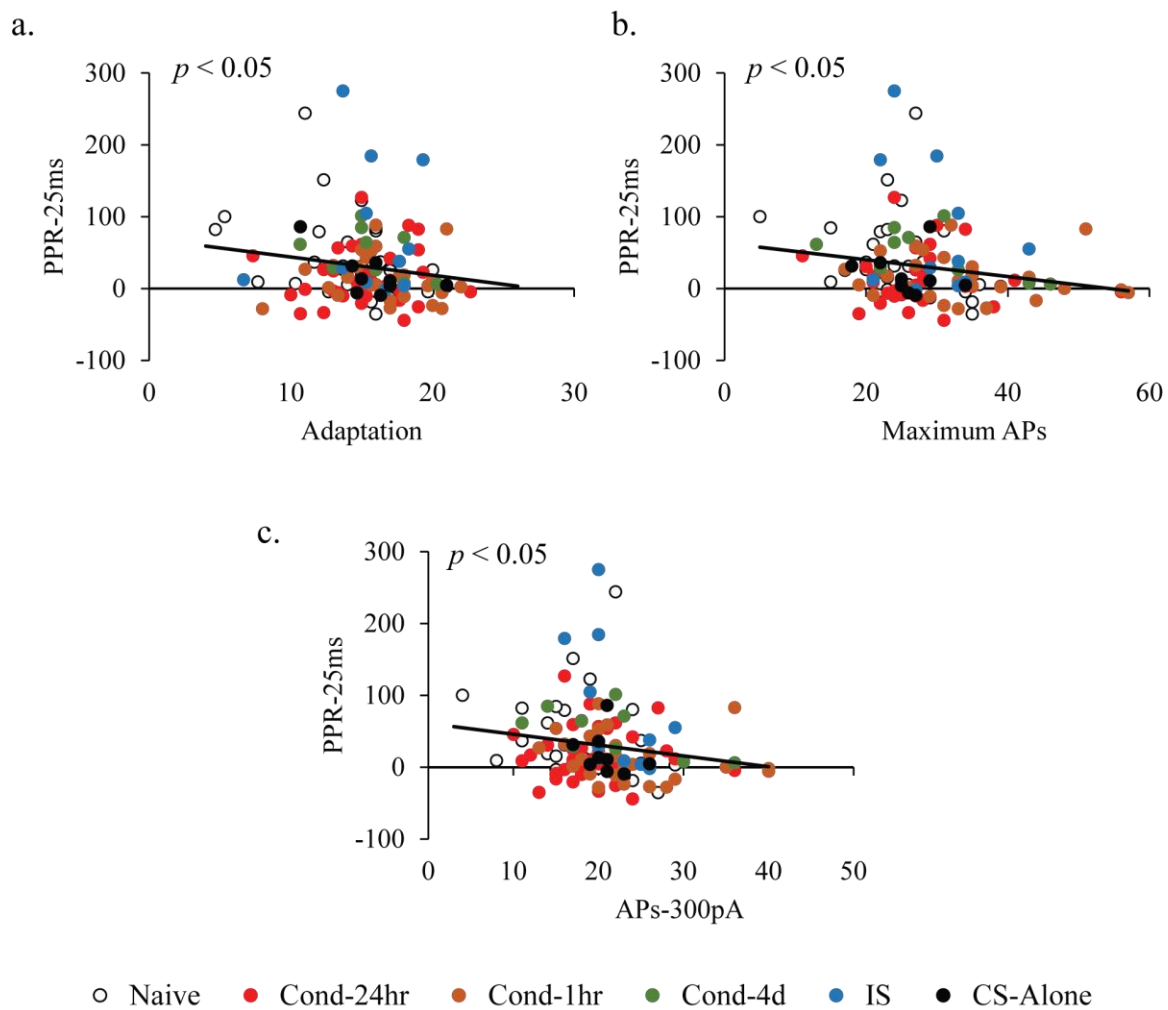 a.
p < 0.05
300
200
100
0
-100
PPR-25ms
0
10
20
30
Adaptation
b.
p < 0.05
300
200
100
0
-100
PPR-25ms
0
20
40
60
Maximum APs
c.
p < 0.05
300
200
100
0
-100
PPR-25ms
0
10
20
30
40
50
APs-300pA
Naive Cond-24hr Cond-1hr Cond-4d IS CS-Alone